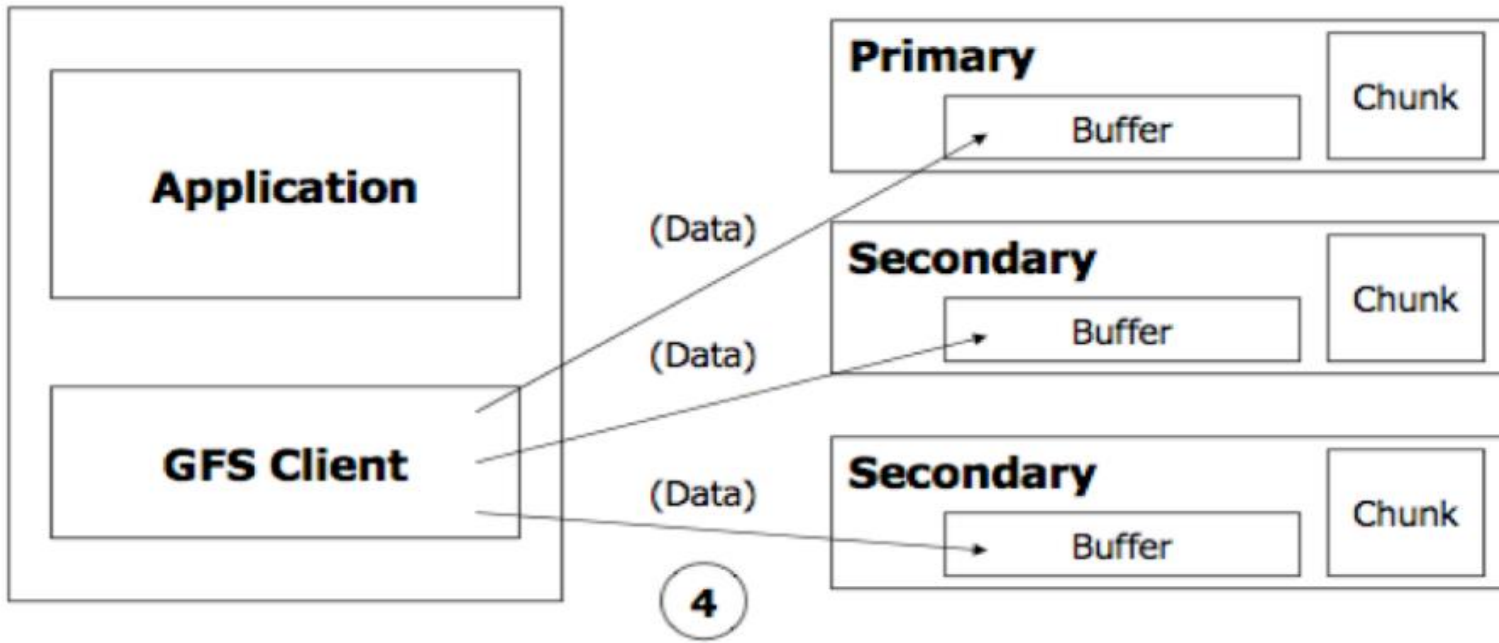 Application
GFS Client
(Data)
(Data)
(Data)
4
Primary
Buffer
Chunk
Secondary
Buffer
Chunk
Secondary
Buffer
Chunk